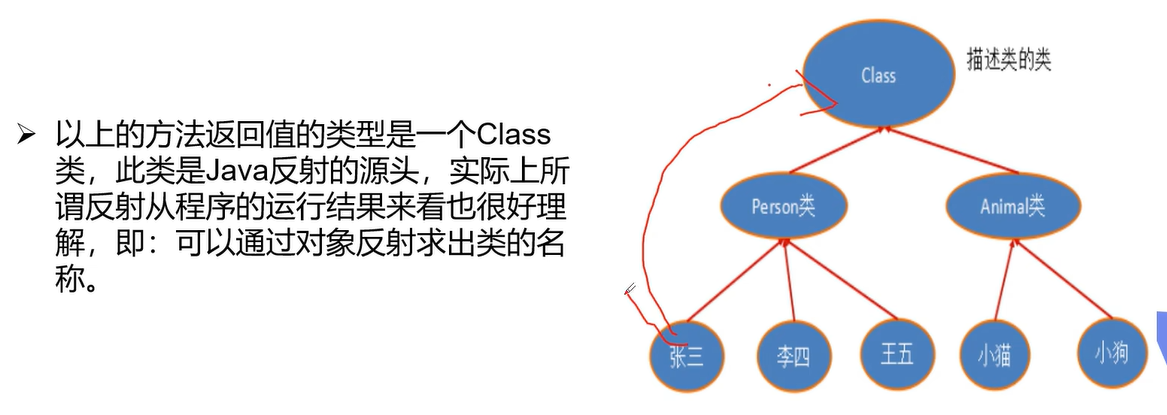 以上的方法返回值的类型是一个Class
类，此类是Java反射的源头，实际上所
谓反射从程序的运行结果来看也很好理
解，即：可以通过对象反射求出类的名
称。
Class
描述类的类
Person类
Animal类
张三
李四
王五
小猫
小狗